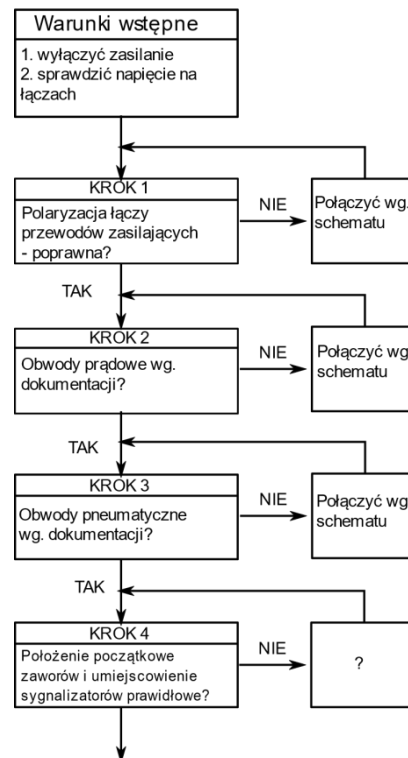 Warunki wstępne
1. wyłączyć zasilanie
2. sprawdzić napięcie na
łączach
KROK 1
Polaryzacja łączy
przewodów zasilających
- poprawna?
NIE
Połączyć wg.
schematu
TAK
KROK 2
Obwody prądowe wg.
dokumentacji?
NIE
Połączyć wg.
schematu
TAK
KROK 3
Obwody pneumatyczne
wg. dokumentacji?
NIE
Połączyć wg.
schematu
TAK
KROK 4
Położenie początkowe
zaworów i umiejscowienie
sygnalizatorów prawidłowe?
NIE
?